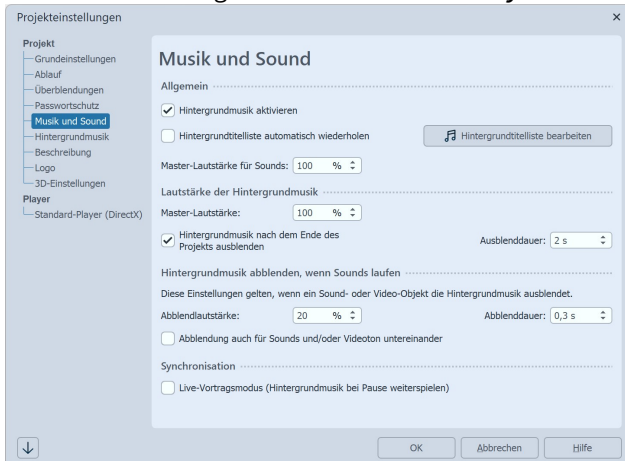 Projekteinstellungen
Projekt
Grundeinstellungen
Ablauf
Überblendungen
Passwortschutz
Musik und Sound
Hintergrundmusik
Beschreibung
Logo
3D-Einstellungen
Player
Standard-Player (DirectX)
Musik und Sound
Allgemein
Hintergrundmusik aktivieren
Hintergrundtitelliste automatisch wiederholen
Hintergrundtitelliste bearbeiten
Master-Lautstärke für Sounds: 100 %
Lautstärke der Hintergrundmusik
Master-Lautstärke: 100 %
Hintergrundmusik nach dem Ende des
Projekts ausblenden
Ausblenddauer: 2 s
Hintergrundmusik abblenden, wenn Sounds laufen
Diese Einstellungen gelten, wenn ein Sound- oder Video-Objekt die Hintergrundmusik ausblendet.
Abblendlautstärke: 20 % Abblenddauer: 0,3 s
Abblendung auch für Sounds und/oder Videoton untereinander
Synchronisation
Live-Vortragsmodus (Hintergrundmusik bei Pause weiterspielen)
OK Abbrechen Hilfe